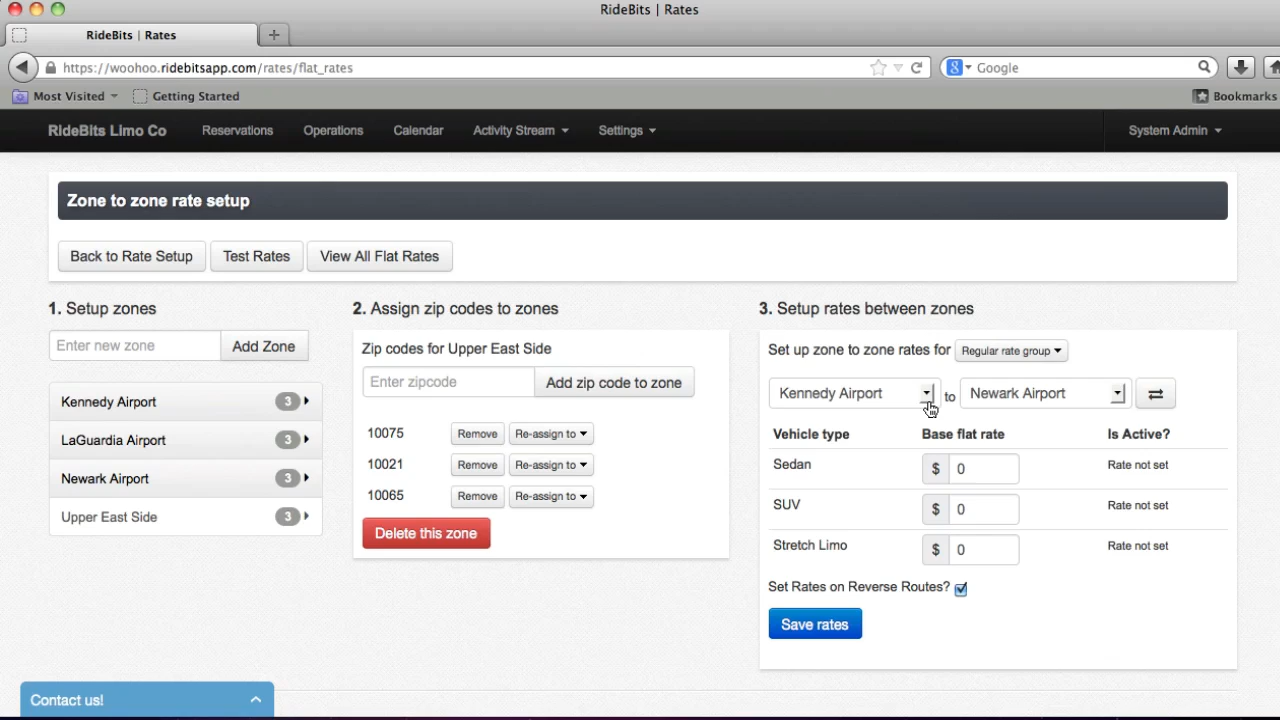 RideBits | Rates
RideBits | Rates
https://woohoo.ridebitsapp.com/rates/flat_rates
Google
Most Visited
Getting Started
Bookmarks
RideBits Limo Co
Reservations
Operations
Calendar
Activity Stream
Settings
System Admin
Zone to zone rate setup
Back to Rate Setup
Test Rates
View All Flat Rates
1. Setup zones
Enter new zone
Add Zone
Kennedy Airport 3
LaGuardia Airport 3
Newark Airport 3
Upper East Side 3
2. Assign zip codes to zones
Zip codes for Upper East Side
Enter zipcode
Add zip code to zone
10075 Remove Re-assign to
10021 Remove Re-assign to
10065 Remove Re-assign to
Delete this zone
3. Setup rates between zones
Set up zone to zone rates for Regular rate group
Kennedy Airport to Newark Airport
Vehicle type Base flat rate Is Active?
Sedan $ 0 Rate not set
SUV $ 0 Rate not set
Stretch Limo $ 0 Rate not set
Set Rates on Reverse Routes?
Save rates
Contact us!